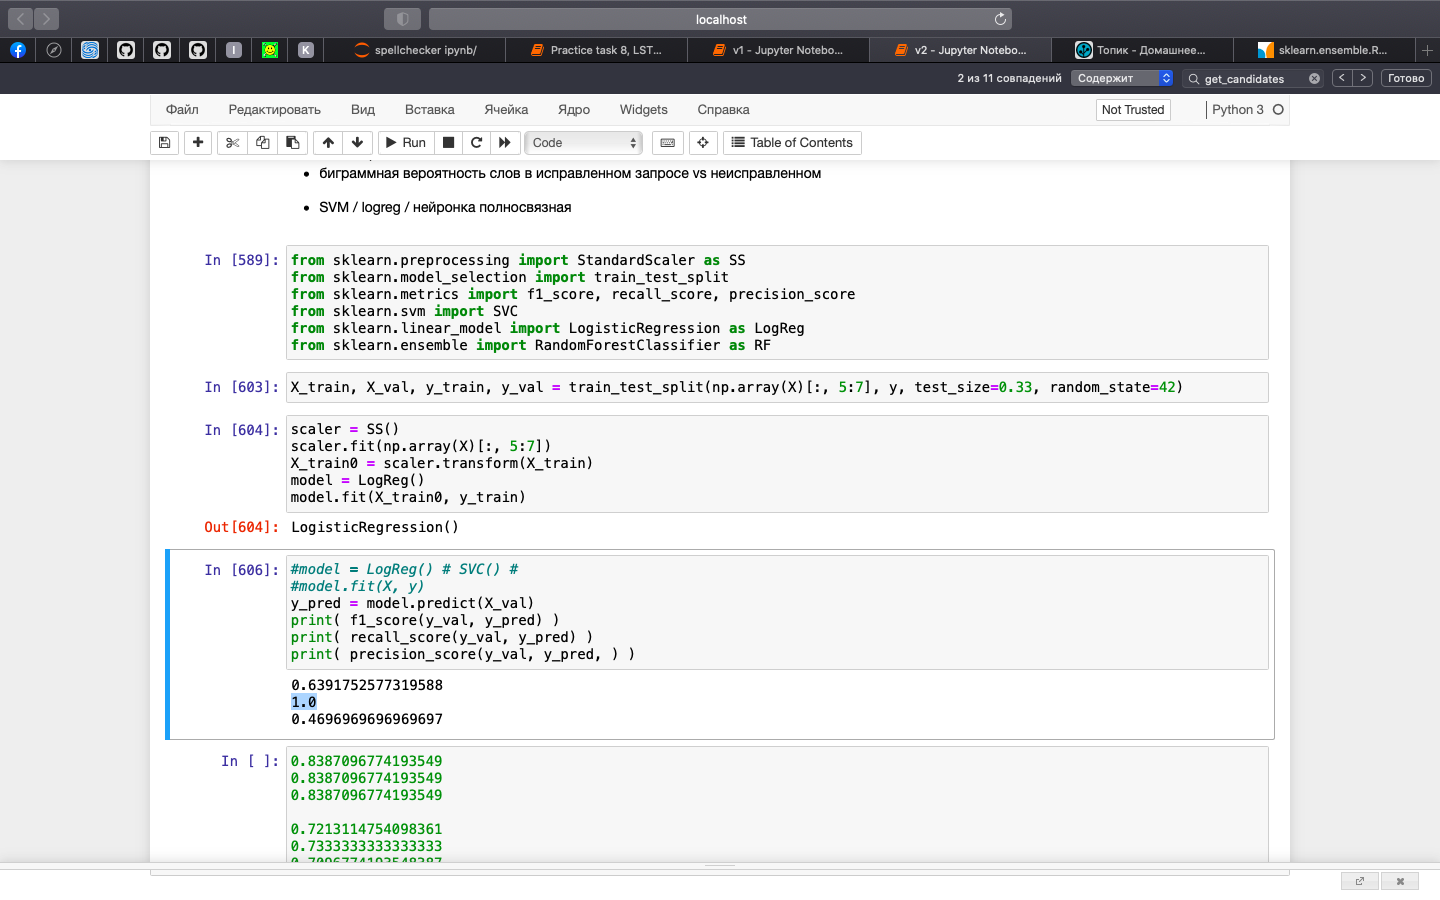 localhost
spellchecker ipynb/
Practice task 8, LST...
v1 - Jupyter Notebo...
v2 - Jupyter Notebo...
Топик - Домашнее...
sklearn.ensemble.R...
2 из 11 совпадений
Содержит
get_candidates
Готово
Файл Редактировать Вид Вставка Ячейка Ядро Widgets Справка
Not Trusted
Python 3
Run
Code
Table of Contents
биграммная вероятность слов в исправленном запросе vs неисправленном
SVM / logreg / нейронка полносвязная
In [589]:
from sklearn.preprocessing import StandardScaler as SS
from sklearn.model_selection import train_test_split
from sklearn.metrics import f1_score, recall_score, precision_score
from sklearn.svm import SVC
from sklearn.linear_model import LogisticRegression as LogReg
from sklearn.ensemble import RandomForestClassifier as RF
In [603]:
X_train, X_val, y_train, y_val = train_test_split(np.array(X)[:, 5:7], y, test_size=0.33, random_state=42)
In [604]:
scaler = SS()
scaler.fit(np.array(X)[:, 5:7])
X_train0 = scaler.transform(X_train)
model = LogReg()
model.fit(X_train0, y_train)
Out[604]:
LogisticRegression()
In [606]:
#model = LogReg() # SVC() #
#model.fit(X, y)
y_pred = model.predict(X_val)
print( f1_score(y_val, y_pred) )
print( recall_score(y_val, y_pred) )
print( precision_score(y_val, y_pred, ) )
0.6391752577319588
1.0
0.4696969696969697
In [ ]:
0.8387096774193549
0.8387096774193549
0.8387096774193549
0.7213114754098361
0.7333333333333333
0.7096774193548387